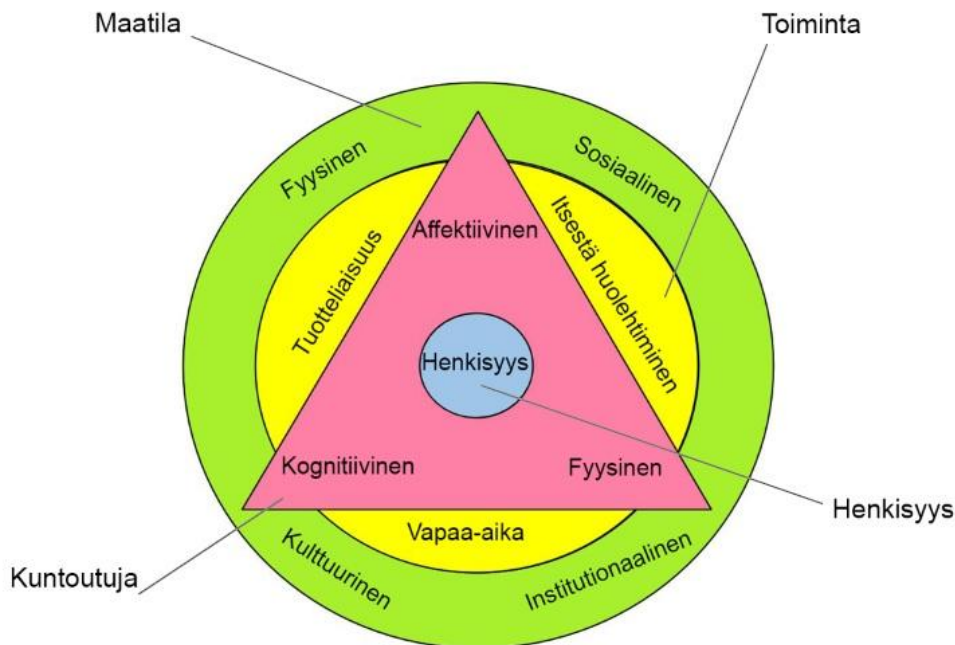 Maatila
Toiminta
Fyysinen
Sosiaalinen
Affektiivinen
Tuotteliaisuus
Itsestä huolehtiminen
Henkisyys
Kognitiivinen
Fyysinen
Henkisyys
Vapaa-aika
Kuntoutuja
Kulttuurinen
Institutionaalinen